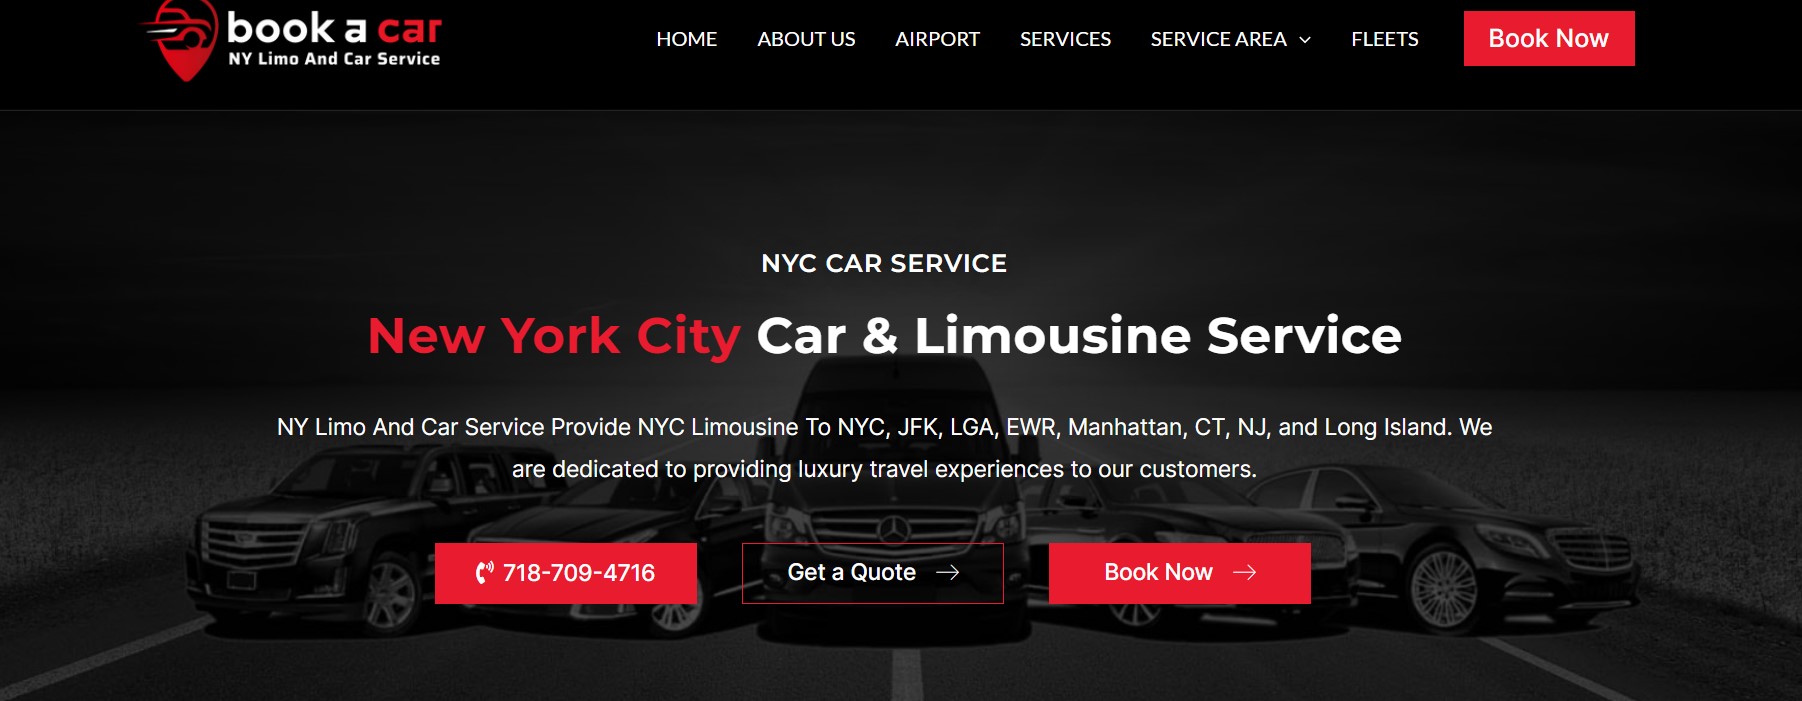 book a car
NY Limo And Car Service
HOME ABOUT US AIRPORT SERVICES SERVICE AREA FLEETS Book Now
NYC CAR SERVICE
New York City Car & Limousine Service
NY Limo And Car Service Provide NYC Limousine To NYC, JFK, LGA, EWR, Manhattan, CT, NJ, and Long Island. We
are dedicated to providing luxury travel experiences to our customers.
718-709-4716 Get a Quote Book Now